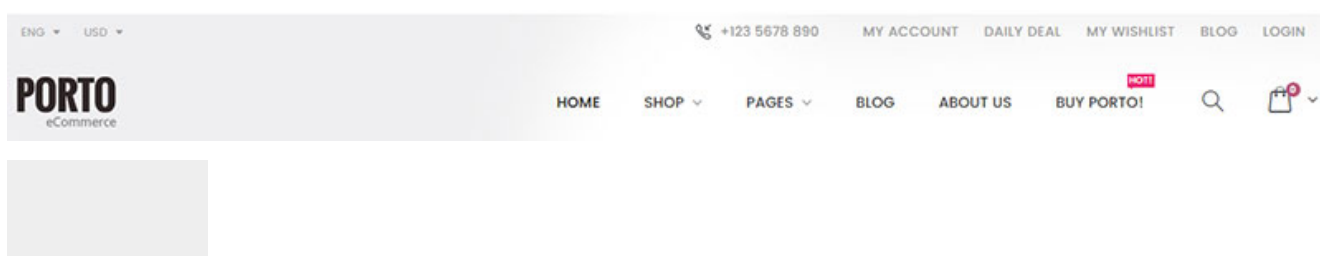 ENG USD +123 5678 890 MY ACCOUNT DAILY DEAL MY WISHLIST BLOG LOGIN
HOT!
PORTO HOME SHOP PAGES BLOG ABOUT US BUY PORTO! 0
eCommerce